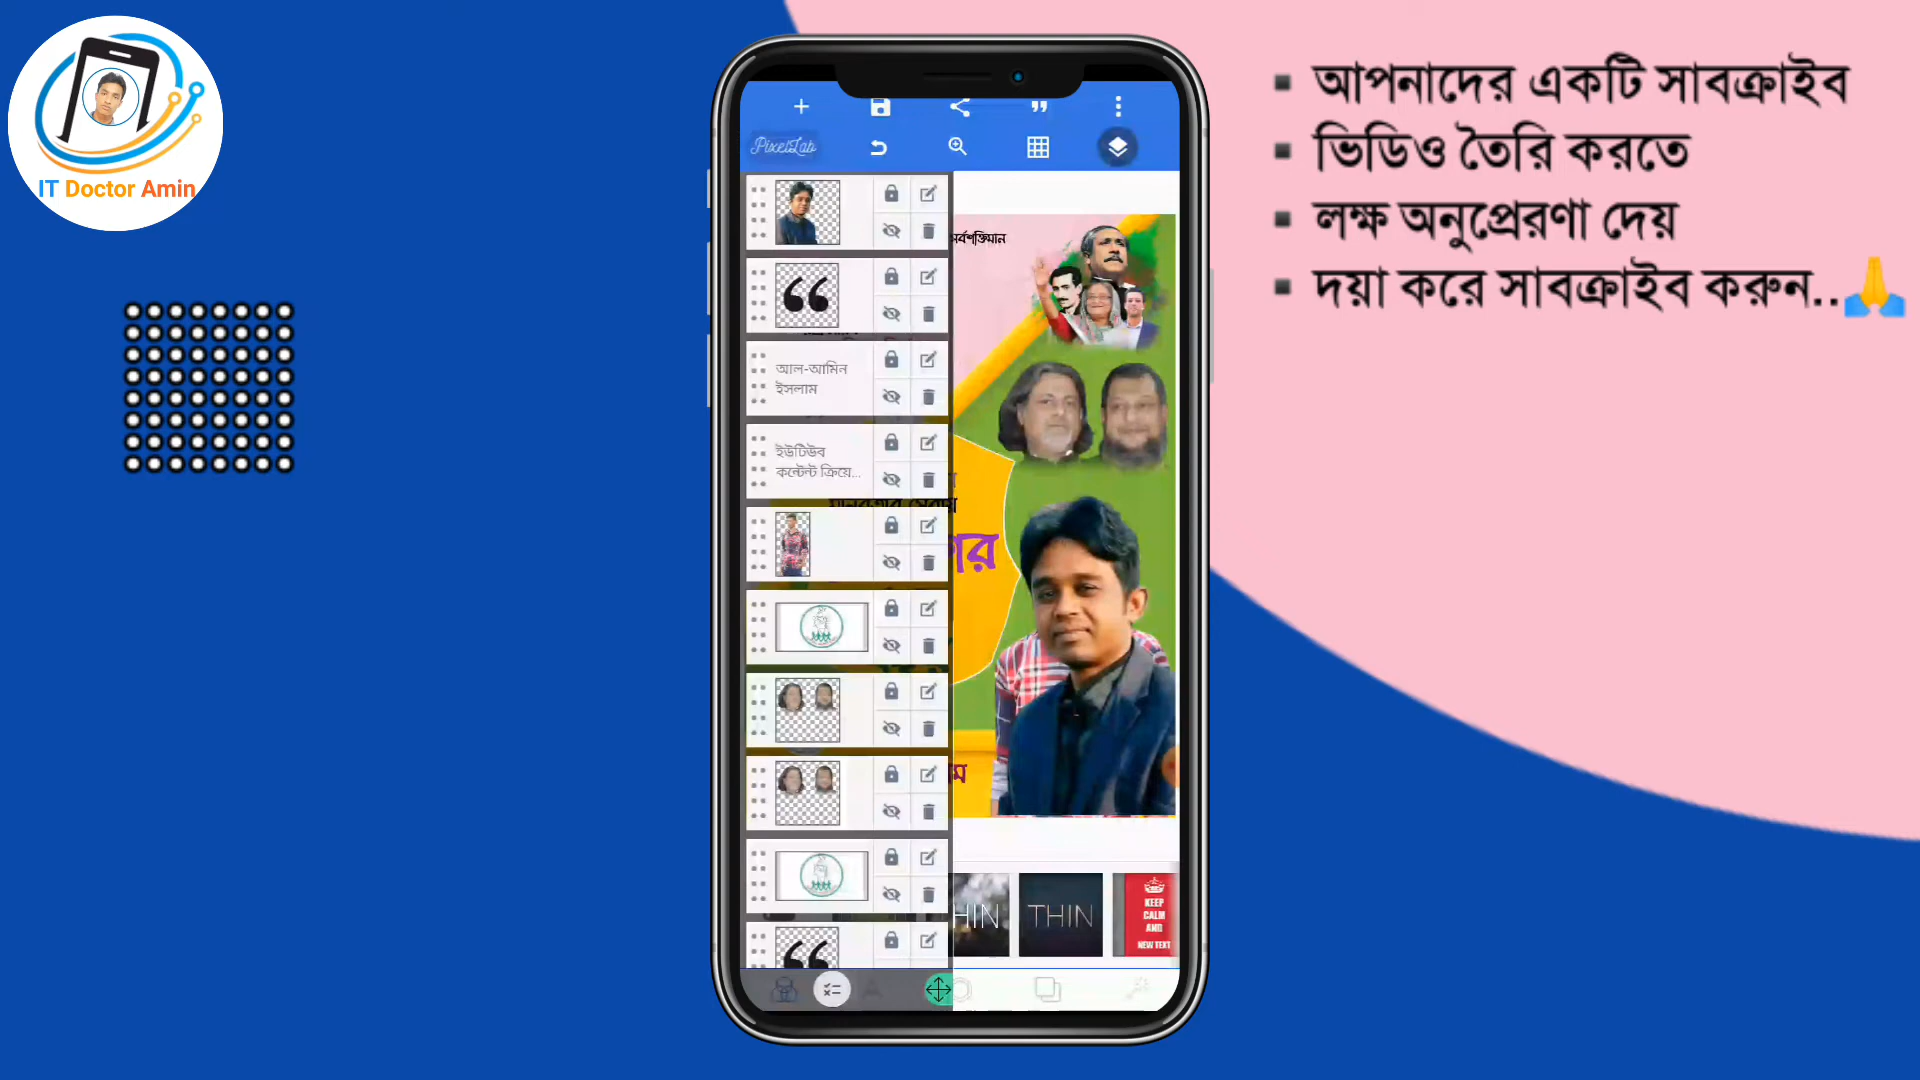 IT Doctor Amin
▪ আপনাদের একটি সাবক্রাইব
▪ ভিডিও তৈরি করতে
▪ লক্ষ অনুপ্রেরণা দেয়
▪ দয়া করে সাবক্রাইব করুন..🙏
PixelLab
সর্বশক্তিমান
আল-আমিন
ইসলাম
ইউটিউব
কন্টেন্ট ক্রিয়ে...
THIN
KEEP
CALM
AND
NEW TEXT